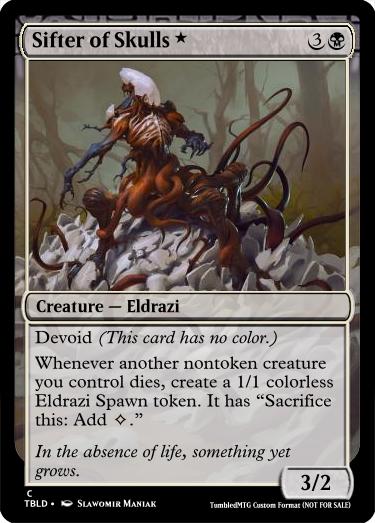 Sifter of Skulls ★ 3
Creature — Eldrazi
Devoid (This card has no color.)
Whenever another nontoken creature
you control dies, create a 1/1 colorless
Eldrazi Spawn token. It has “Sacrifice
this: Add ⟡.”
In the absence of life, something yet
grows.
3/2
C
TBLD • Slawomir Maniak
TumbledMTG Custom Format (NOT FOR SALE)